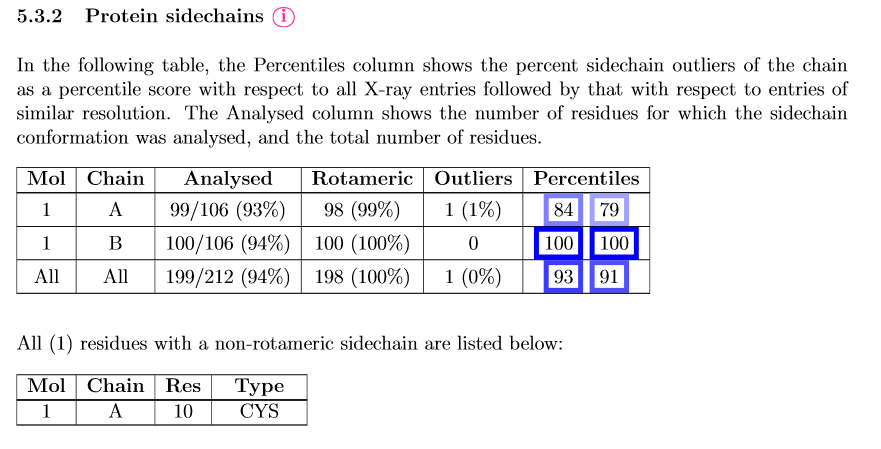 5.3.2 Protein sidechains i
In the following table, the Percentiles column shows the percent sidechain outliers of the chain
as a percentile score with respect to all X-ray entries followed by that with respect to entries of
similar resolution. The Analysed column shows the number of residues for which the sidechain
conformation was analysed, and the total number of residues.
Mol Chain Analysed Rotameric Outliers Percentiles
1 A 99/106 (93%) 98 (99%) 1 (1%) 84 79
1 B 100/106 (94%) 100 (100%) 0 100 100
All All 199/212 (94%) 198 (100%) 1 (0%) 93 91
All (1) residues with a non-rotameric sidechain are listed below:
Mol Chain Res Type
1 A 10 CYS